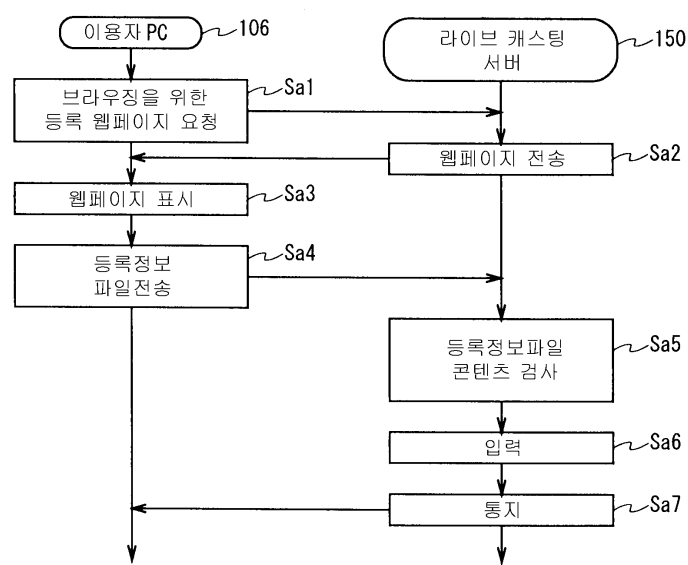 이용자 PC
106
라이브 캐스팅
서버
150
브라우징을 위한
등록 웹페이지 요청
Sa1
웹페이지 전송
Sa2
웹페이지 표시
Sa3
등록정보
파일전송
Sa4
등록정보파일
콘텐츠 검사
Sa5
입력
Sa6
통지
Sa7